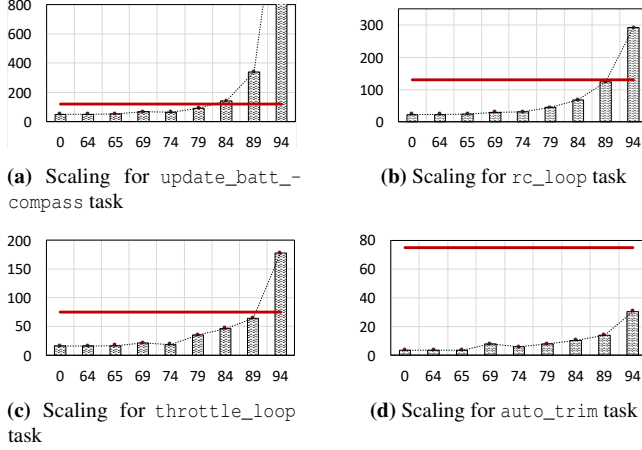 800
600
400
200
0
0 64 65 69 74 79 84 89 94
(a) Scaling for update_batt_-
compass task
300
200
100
0
0 64 65 69 74 79 84 89 94
(b) Scaling for rc_loop task
200
150
100
50
0
0 64 65 69 74 79 84 89 94
(c) Scaling for throttle_loop
task
80
60
40
20
0
0 64 65 69 74 79 84 89 94
(d) Scaling for auto_trim task